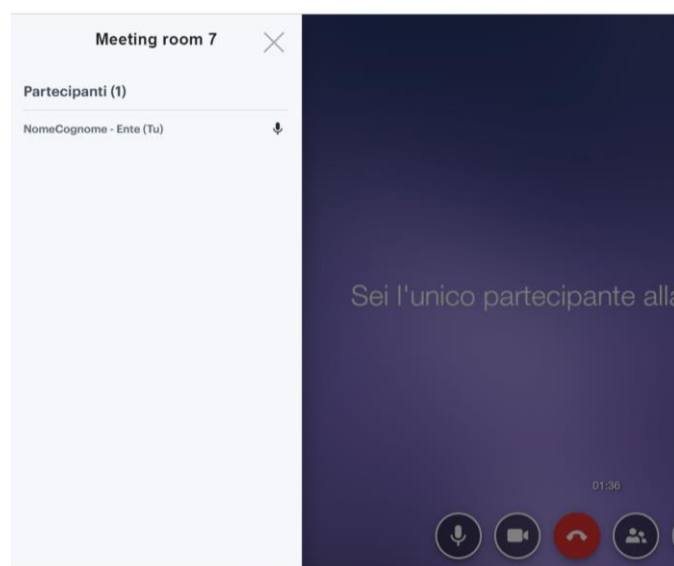 Meeting room 7
Partecipanti (1)
NomeCognome - Ente (Tu)
Sei l'unico partecipante alla
01:36